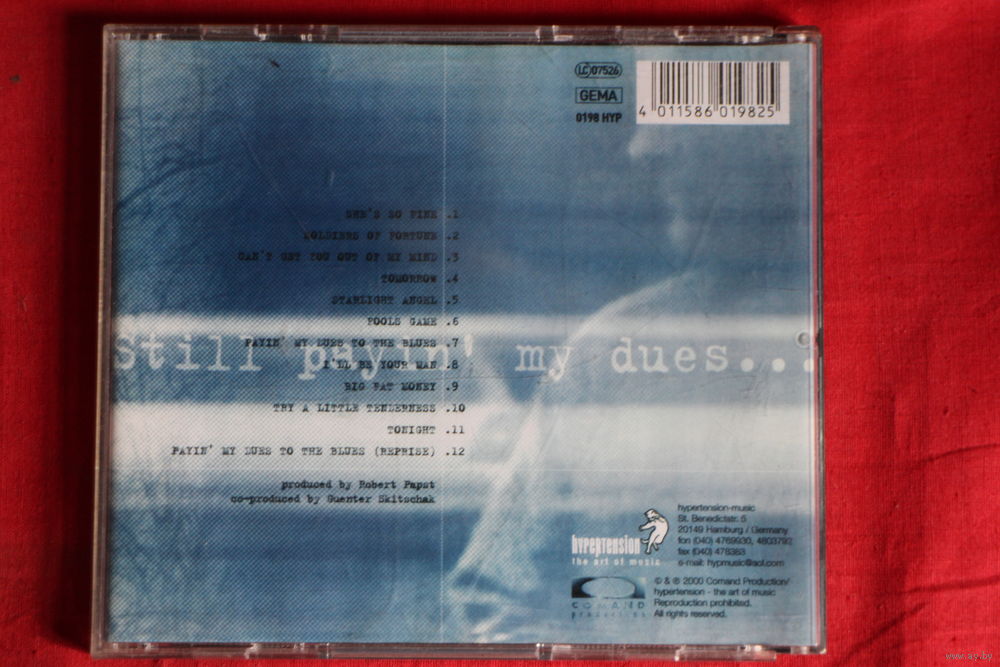 LC 07526
GEMA
0198 HYP
4 011586 019825
SHE'S SO FINE .1
SOLDIERS OF FORTUNE .2
CAN'T GET YOU OUT OF MY MIND .3
TOMORROW .4
STARLIGHT ANGEL .5
FOOLS GAME .6
PAYIN' MY DUES TO THE BLUES .7
Still payin' my dues...
I'LL BE YOUR MAN .8
BIG FAT MONEY .9
TRY A LITTLE TENDERNESS .10
TONIGHT .11
PAYIN' MY DUES TO THE BLUES (REPRISE) .12
produced by Robert Papst
co-produced by Guenter Skitschak
hypertension
the art of music
hypertension-music
St. Benedictstr. 5
20149 Hamburg / Germany
fon (040) 4769930, 4803792
fax (040) 478363
e-mail: hypmusic@aol.com
COMAND
production
© & ℗ 2000 Comand Production/
hypertension - the art of music
Reproduction prohibited.
All rights reserved.
www.ay.by